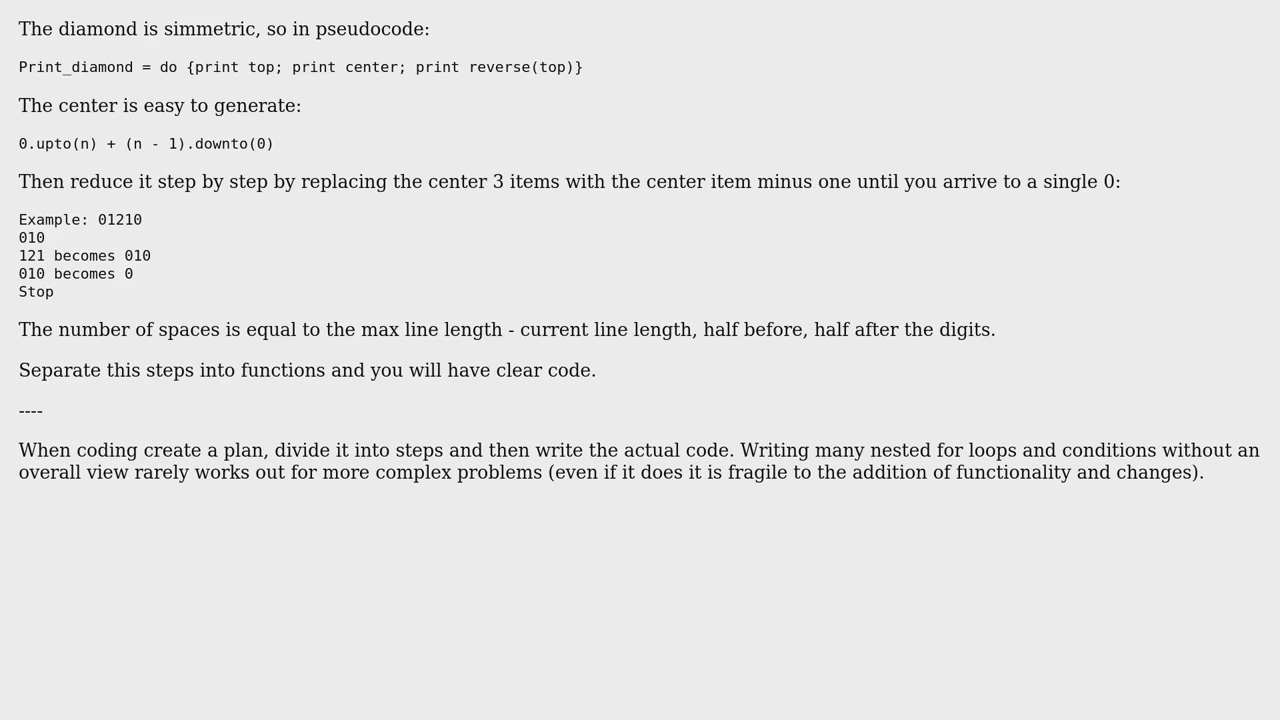 The diamond is simmetric, so in pseudocode:
Print_diamond = do {print top; print center; print reverse(top)}
The center is easy to generate:
0.upto(n) + (n - 1).downto(0)
Then reduce it step by step by replacing the center 3 items with the center item minus one until you arrive to a single 0:
Example: 01210
010
121 becomes 010
010 becomes 0
Stop
The number of spaces is equal to the max line length - current line length, half before, half after the digits.
Separate this steps into functions and you will have clear code.
----
When coding create a plan, divide it into steps and then write the actual code. Writing many nested for loops and conditions without an
overall view rarely works out for more complex problems (even if it does it is fragile to the addition of functionality and changes).